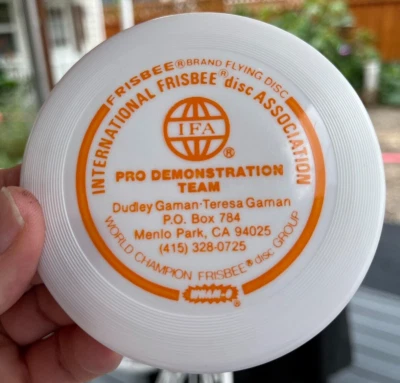 FRISBEE® BRAND FLYING DISC
INTERNATIONAL FRISBEE® disc ASSOCIATION
IFA
®
PRO DEMONSTRATION
TEAM
Dudley Gaman-Teresa Gaman
P.O. Box 784
Menlo Park, CA 94025
(415) 328-0725
WORLD CHAMPION FRISBEE® disc GROUP
WHAM-O®